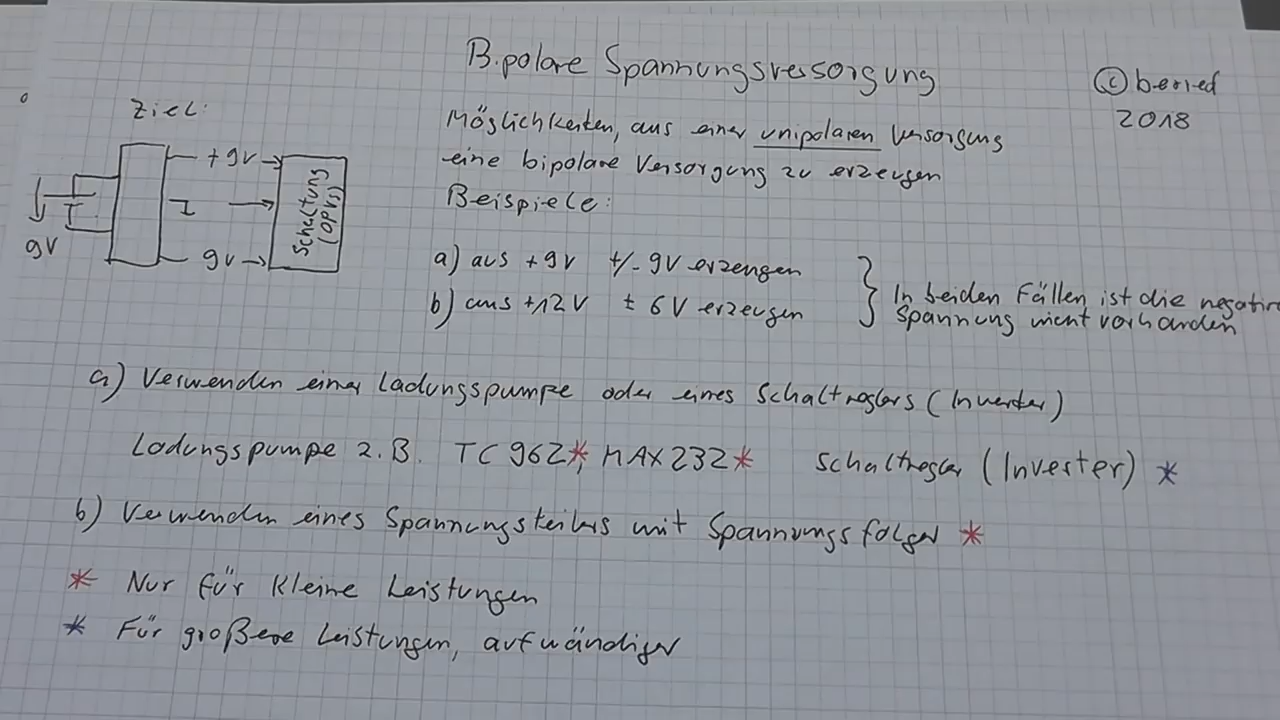 Bipolare Spannungsversorgung
© beried
2018
Ziel:
+9V
9V
9V
Schaltung
(OPV)
Möglichkeiten, aus einer unipolaren Versorgung
eine bipolare Versorgung zu erzeugen
Beispiele:
a) aus +9V +/- 9V erzeugen
b) aus +12V ± 6V erzeugen
In beiden Fällen ist die negative
Spannung nicht vorhanden
a) Verwenden einer Ladungspumpe oder eines Schaltreglers (Inverter)
Ladungspumpe z.B. TC962*, MAX232* Schaltregler (Inverter) *
b) Verwenden eines Spannungsteilers mit Spannungsfolger *
* Nur für kleine Leistungen
* Für größere Leistungen, aufwändiger